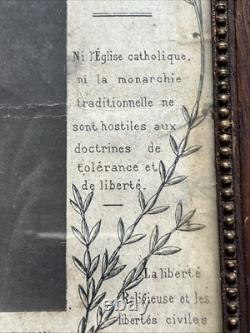 Ni l'Église catholique,
ni la monarchie
traditionnelle ne
sont hostiles aux
doctrines de
tolérance et
de liberté.
La liberté
Religieuse et les
libertés civiles